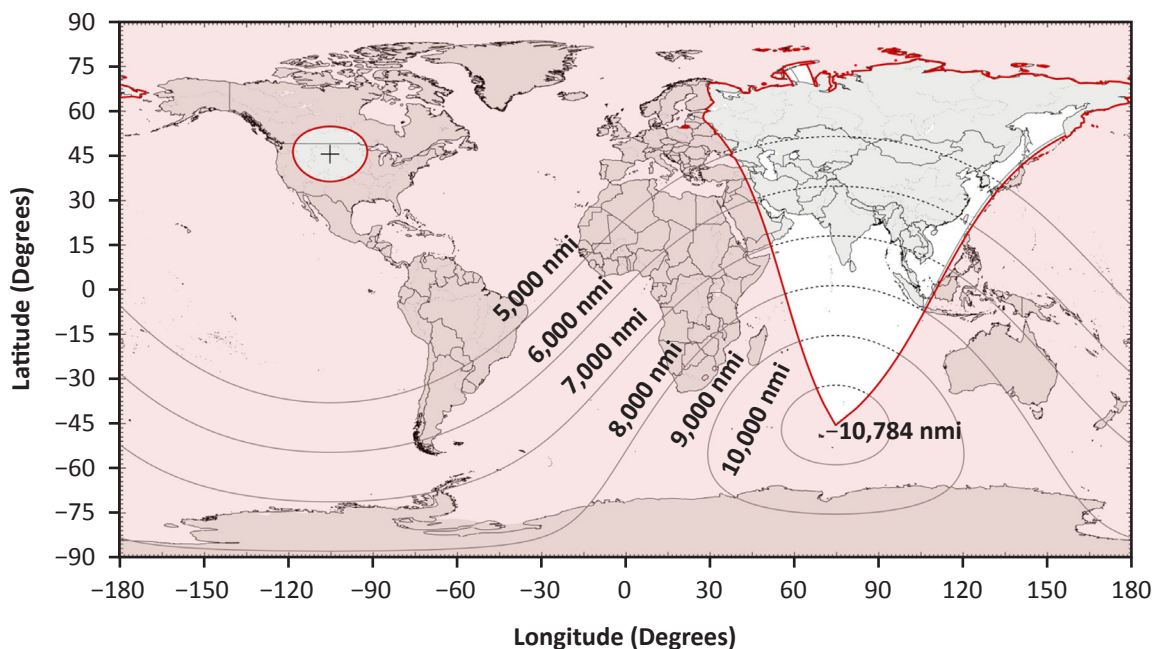 90
75
60
45
30
15
0
−15
−30
−45
−60
−75
−90
Latitude (Degrees)
5,000 nmi
6,000 nmi
7,000 nmi
8,000 nmi
9,000 nmi
10,000 nmi
−10,784 nmi
−180 −150 −120 −90 −60 −30 0 30 60 90 120 150 180
Longitude (Degrees)